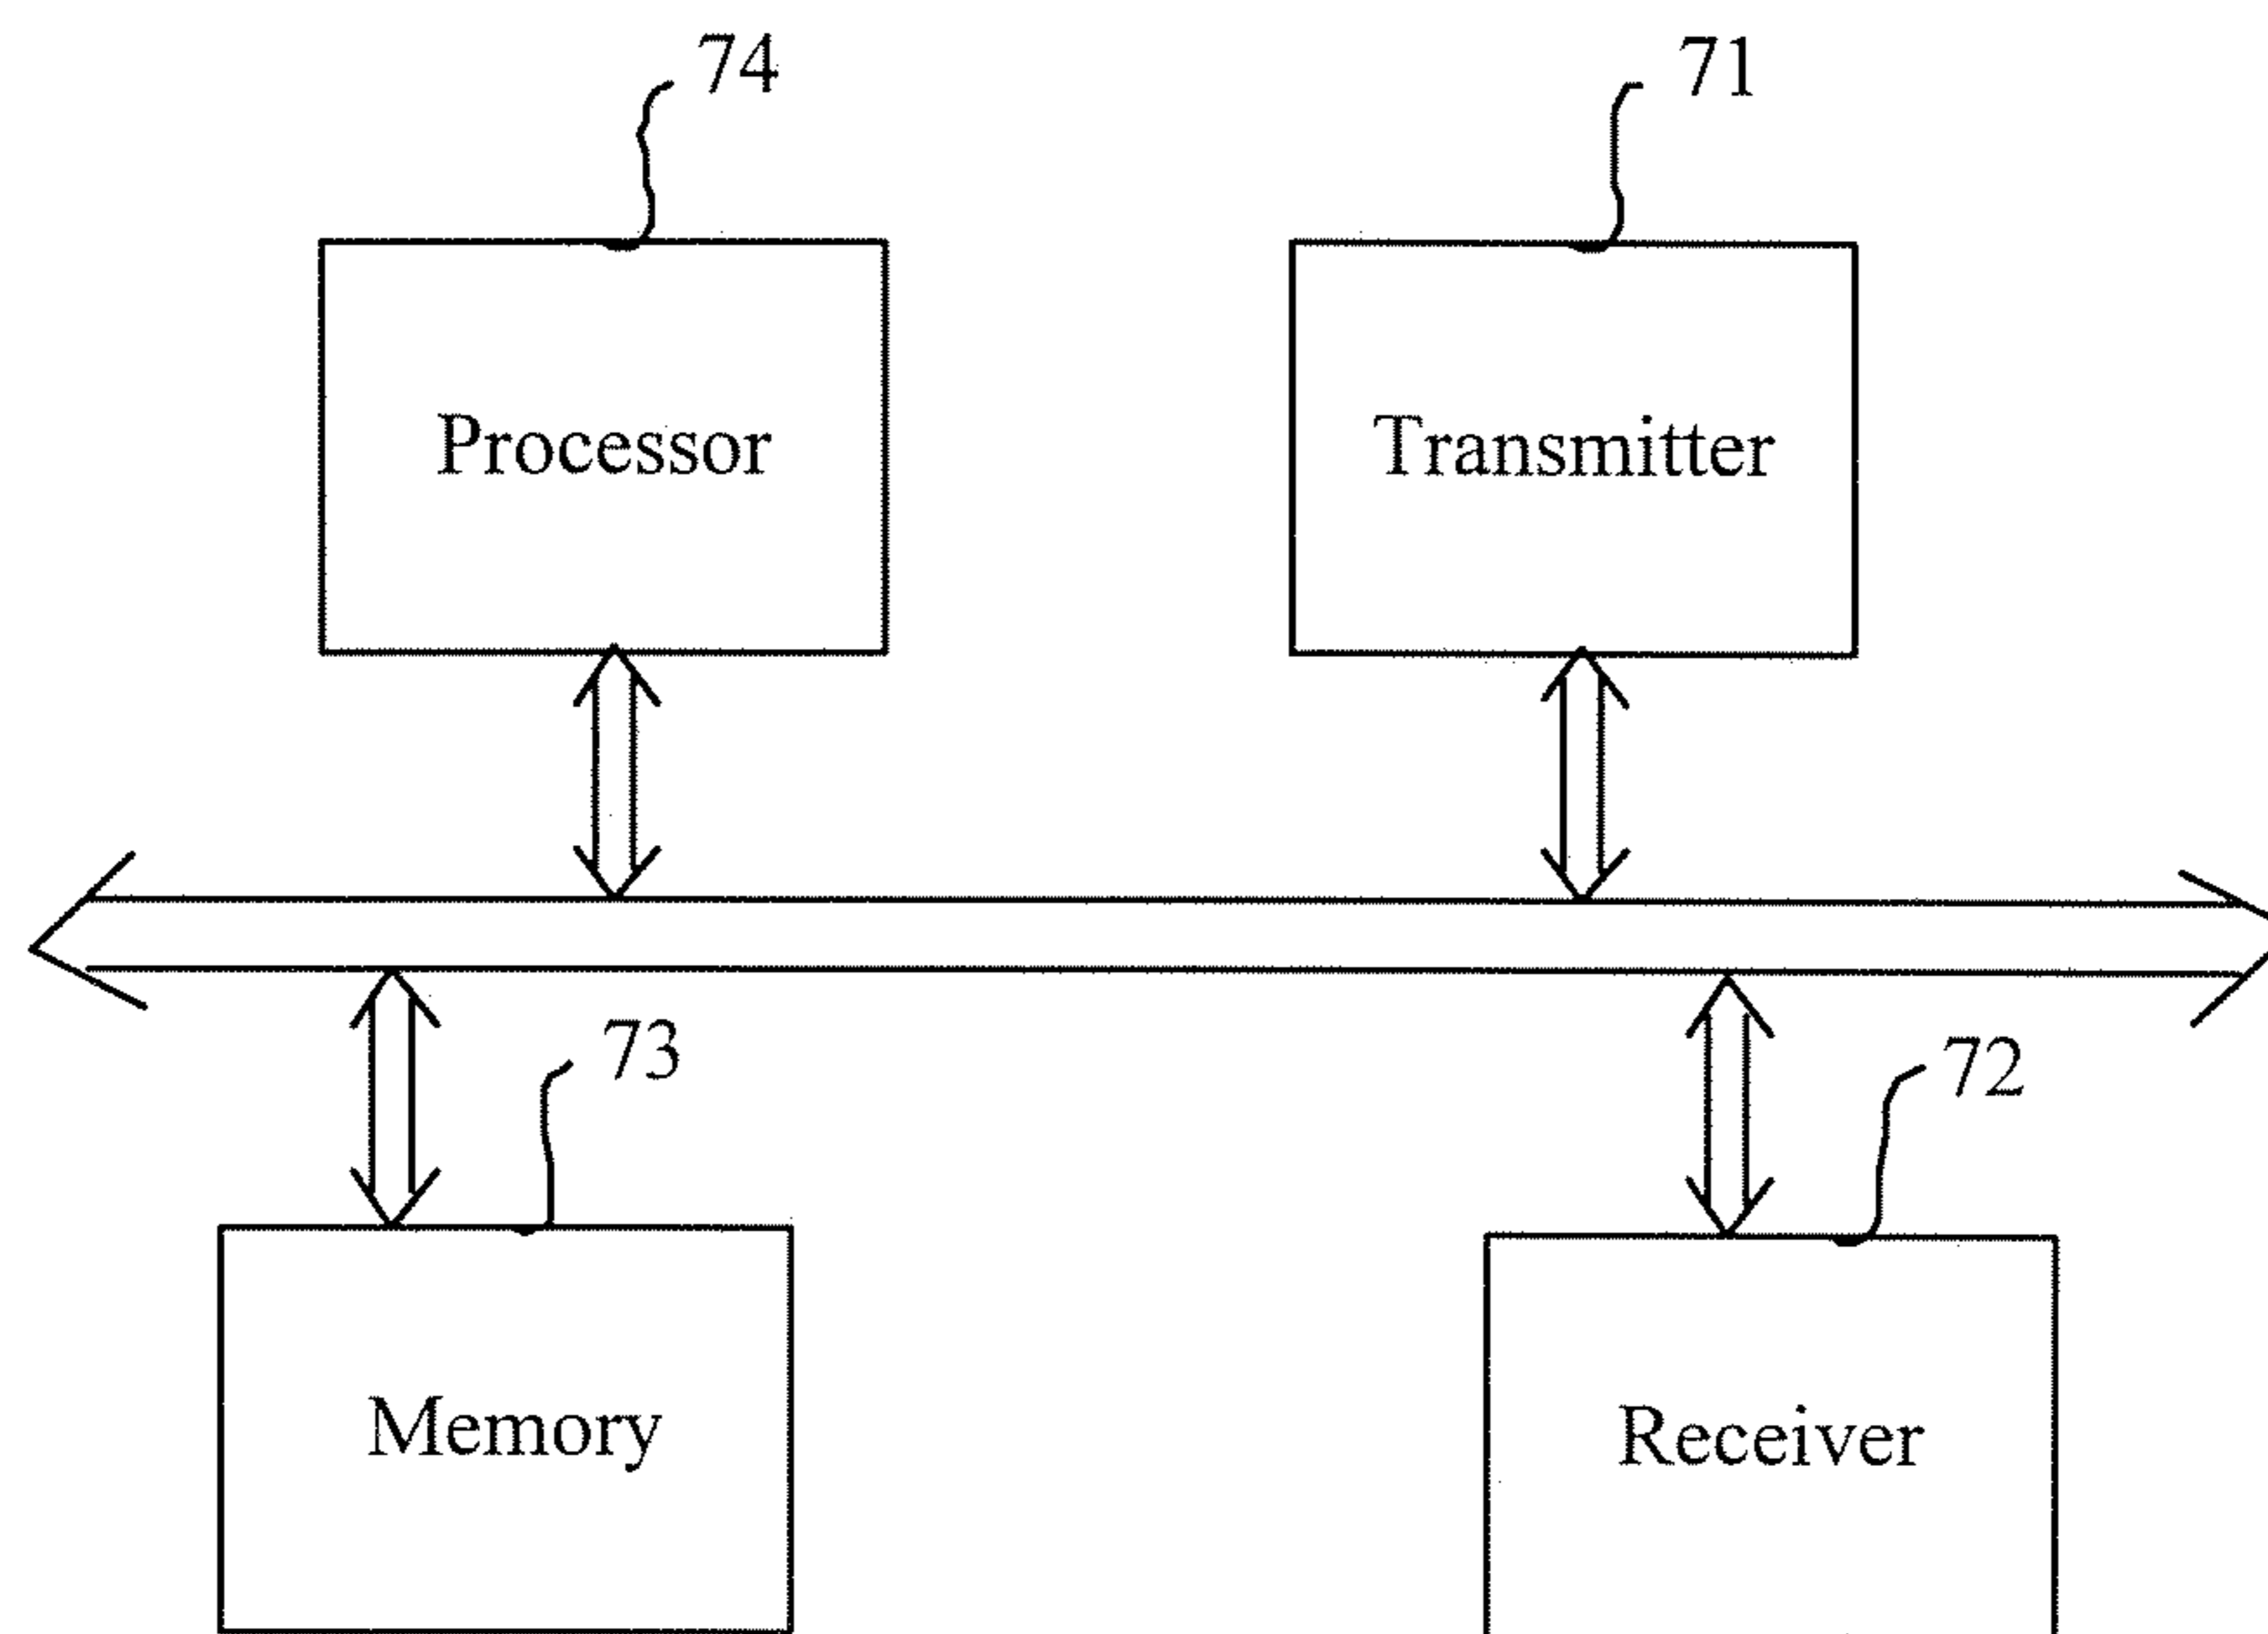 74
71
Processor
Transmitter
73
72
Memory
Receiver